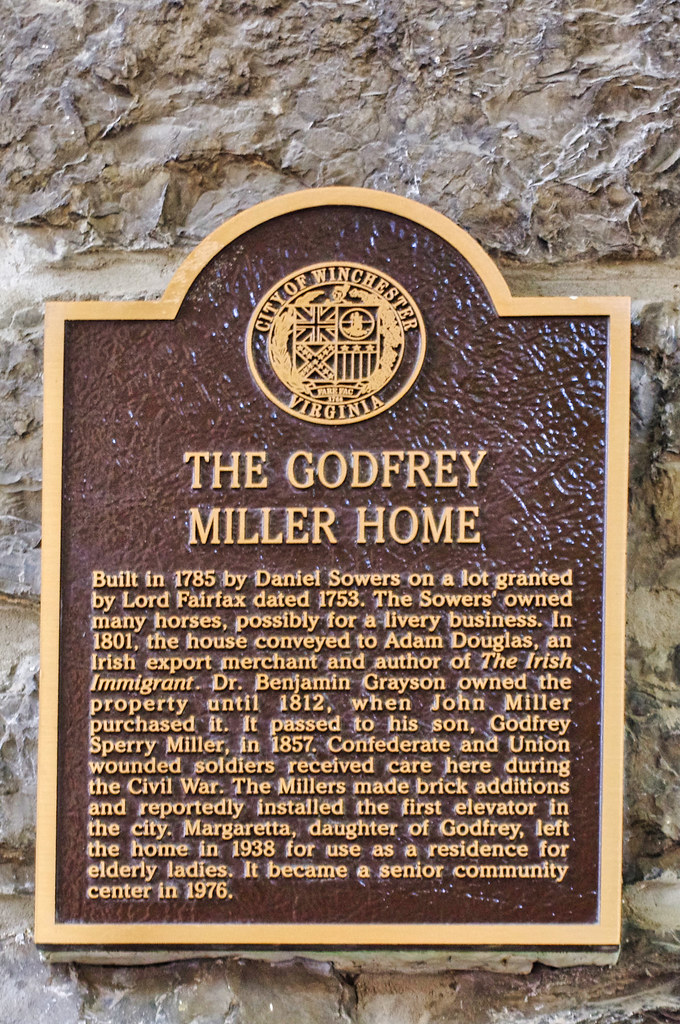 CITY OF WINCHESTER
FARE FAC
VIRGINIA
THE GODFREY
MILLER HOME
Built in 1785 by Daniel Sowers on a lot granted
by Lord Fairfax dated 1753. The Sowers' owned
many horses, possibly for a livery business. In
1801, the house conveyed to Adam Douglas, an
Irish export merchant and author of The Irish
Immigrant. Dr. Benjamin Grayson owned the
property until 1812, when John Miller
purchased it. It passed to his son, Godfrey
Sperry Miller, in 1857. Confederate and Union
wounded soldiers received care here during
the Civil War. The Millers made brick additions
and reportedly installed the first elevator in
the city. Margaretta, daughter of Godfrey, left
the home in 1938 for use as a residence for
elderly ladies. It became a senior community
center in 1976.